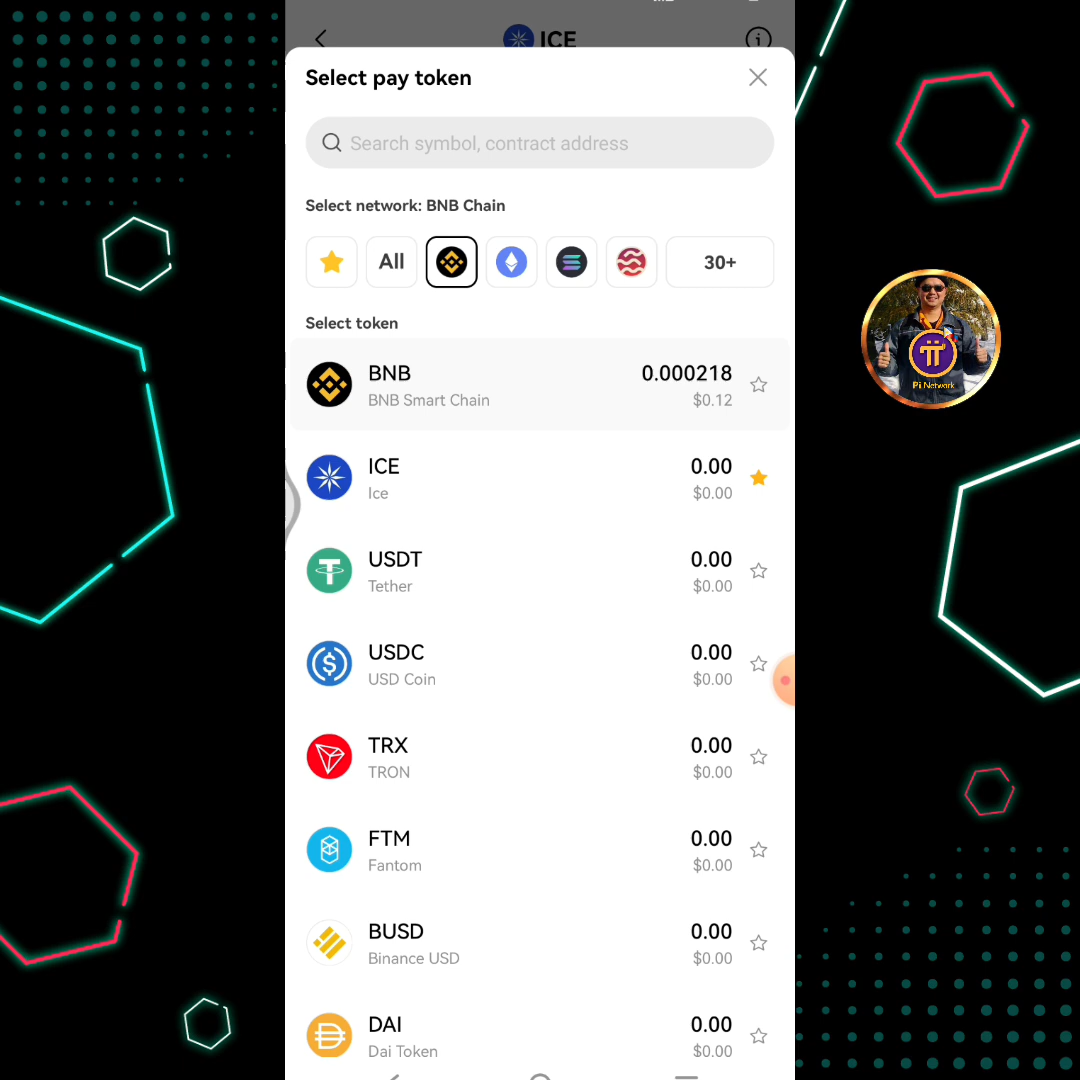 ICE
Select pay token
Search symbol, contract address
Select network: BNB Chain
All
30+
Select token
BNB
0.000218
BNB Smart Chain
$0.12
ICE
0.00
Ice
$0.00
USDT
0.00
Tether
$0.00
USDC
0.00
USD Coin
$0.00
TRX
0.00
TRON
$0.00
FTM
0.00
Fantom
$0.00
BUSD
0.00
Binance USD
$0.00
DAI
0.00
Dai Token
$0.00
Pi Network